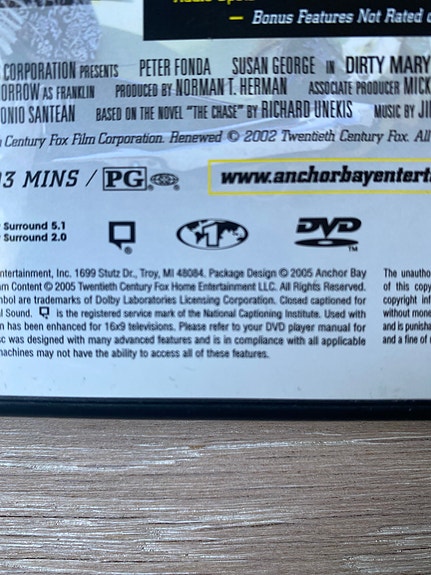 — Bonus Features Not Rated
CORPORATION PRESENTS PETER FONDA SUSAN GEORGE IN DIRTY MARY
ORROW AS FRANKLIN PRODUCED BY NORMAN T. HERMAN ASSOCIATE PRODUCER MICK
ONIO SANTEAN BASED ON THE NOVEL "THE CHASE" BY RICHARD UNEKIS MUSIC BY JI
Century Fox Film Corporation. Renewed © 2002 Twentieth Century Fox. All
3 MINS / PG www.anchorbayentert
Surround 5.1
Surround 2.0
1
DVD
TM
ntertainment, Inc. 1699 Stutz Dr., Troy, MI 48084. Package Design © 2005 Anchor Bay
m Content © 2005 Twentieth Century Fox Home Entertainment LLC. All Rights Reserved.
mbol are trademarks of Dolby Laboratories Licensing Corporation. Closed captioned for
l Sound. is the registered service mark of the National Captioning Institute. Used with
n has been enhanced for 16x9 televisions. Please refer to your DVD player manual for
sc was designed with many advanced features and is in compliance with all applicable
machines may not have the ability to access all of these features.
The unautho
of this copy
copyright inf
without mone
and is punisha
and a fine of